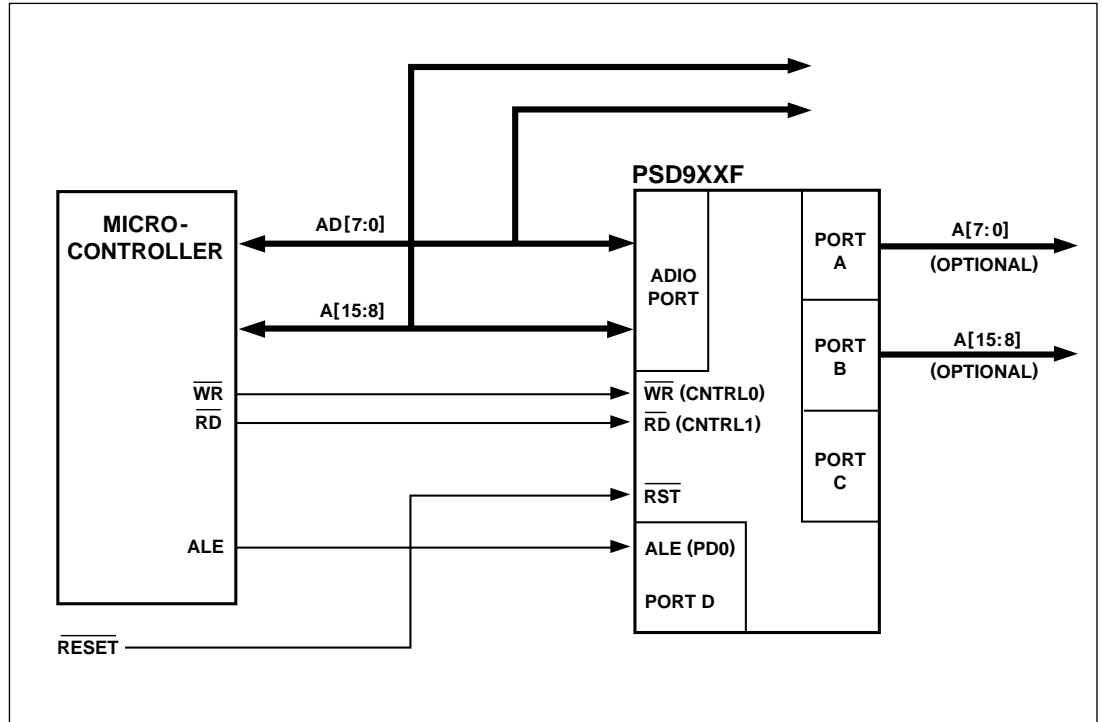 PSD9XXF
MICRO-
CONTROLLER
AD[7:0]
A[15:8]
WR
RD
ALE
RESET
ADIO
PORT
WR (CNTRL0)
RD (CNTRL1)
RST
ALE (PD0)
PORT D
PORT
A
PORT
B
PORT
C
A[7:0]
(OPTIONAL)
A[15:8]
(OPTIONAL)